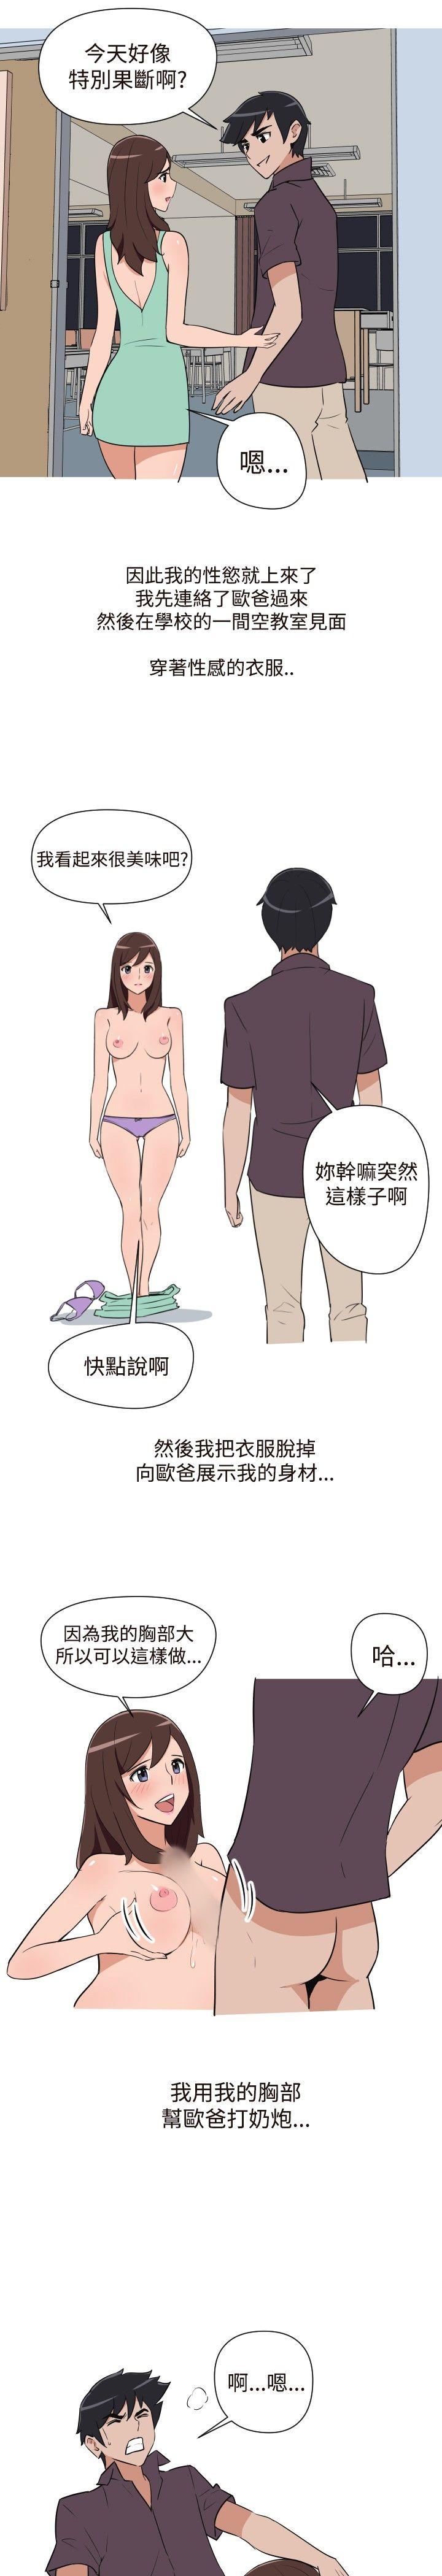 今天好像
特別果斷啊?
嗯...
因此我的性慾就上來了
我先連絡了歐爸過來
然後在學校的一間空教室見面
穿著性感的衣服..
我看起來很美味吧?
妳幹嘛突然
這樣子啊
快點說啊
然後我把衣服脫掉
向歐爸展示我的身材...
因為我的胸部大
所以可以這樣做...
哈...
我用我的胸部
幫歐爸打奶炮...
啊...嗯...